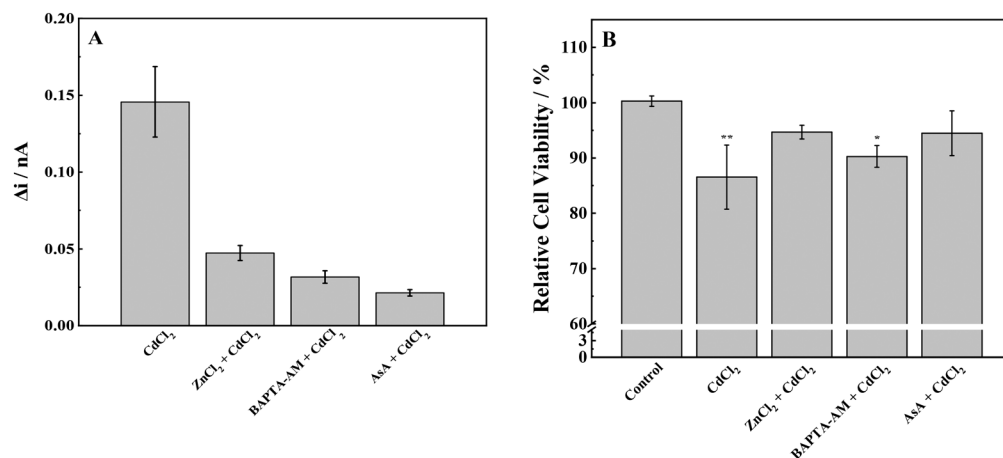 A
0.20
0.15
0.10
0.05
0.00
Δi / nA
CdCl₂
ZnCl₂ + CdCl₂
BAPTA-AM + CdCl₂
AsA + CdCl₂
B
110
100
90
80
70
60
3
0
Relative Cell Viability / %
**
*
Control
CdCl₂
ZnCl₂ + CdCl₂
BAPTA-AM + CdCl₂
AsA + CdCl₂